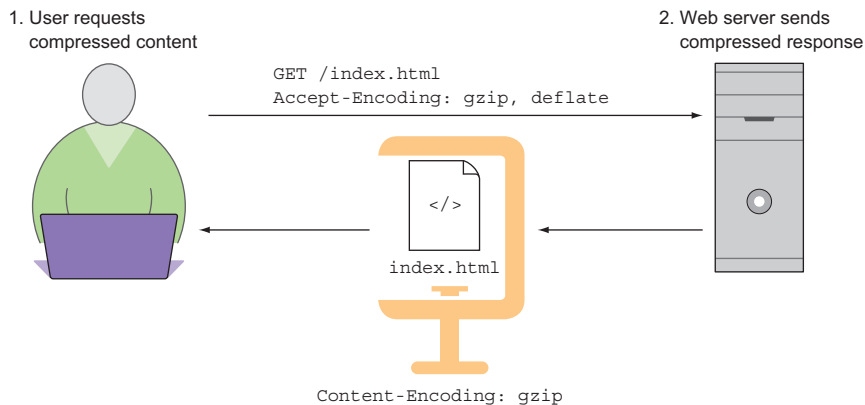 1. User requests
compressed content
2. Web server sends
compressed response
GET /index.html
Accept-Encoding: gzip, deflate
</>
index.html
Content-Encoding: gzip